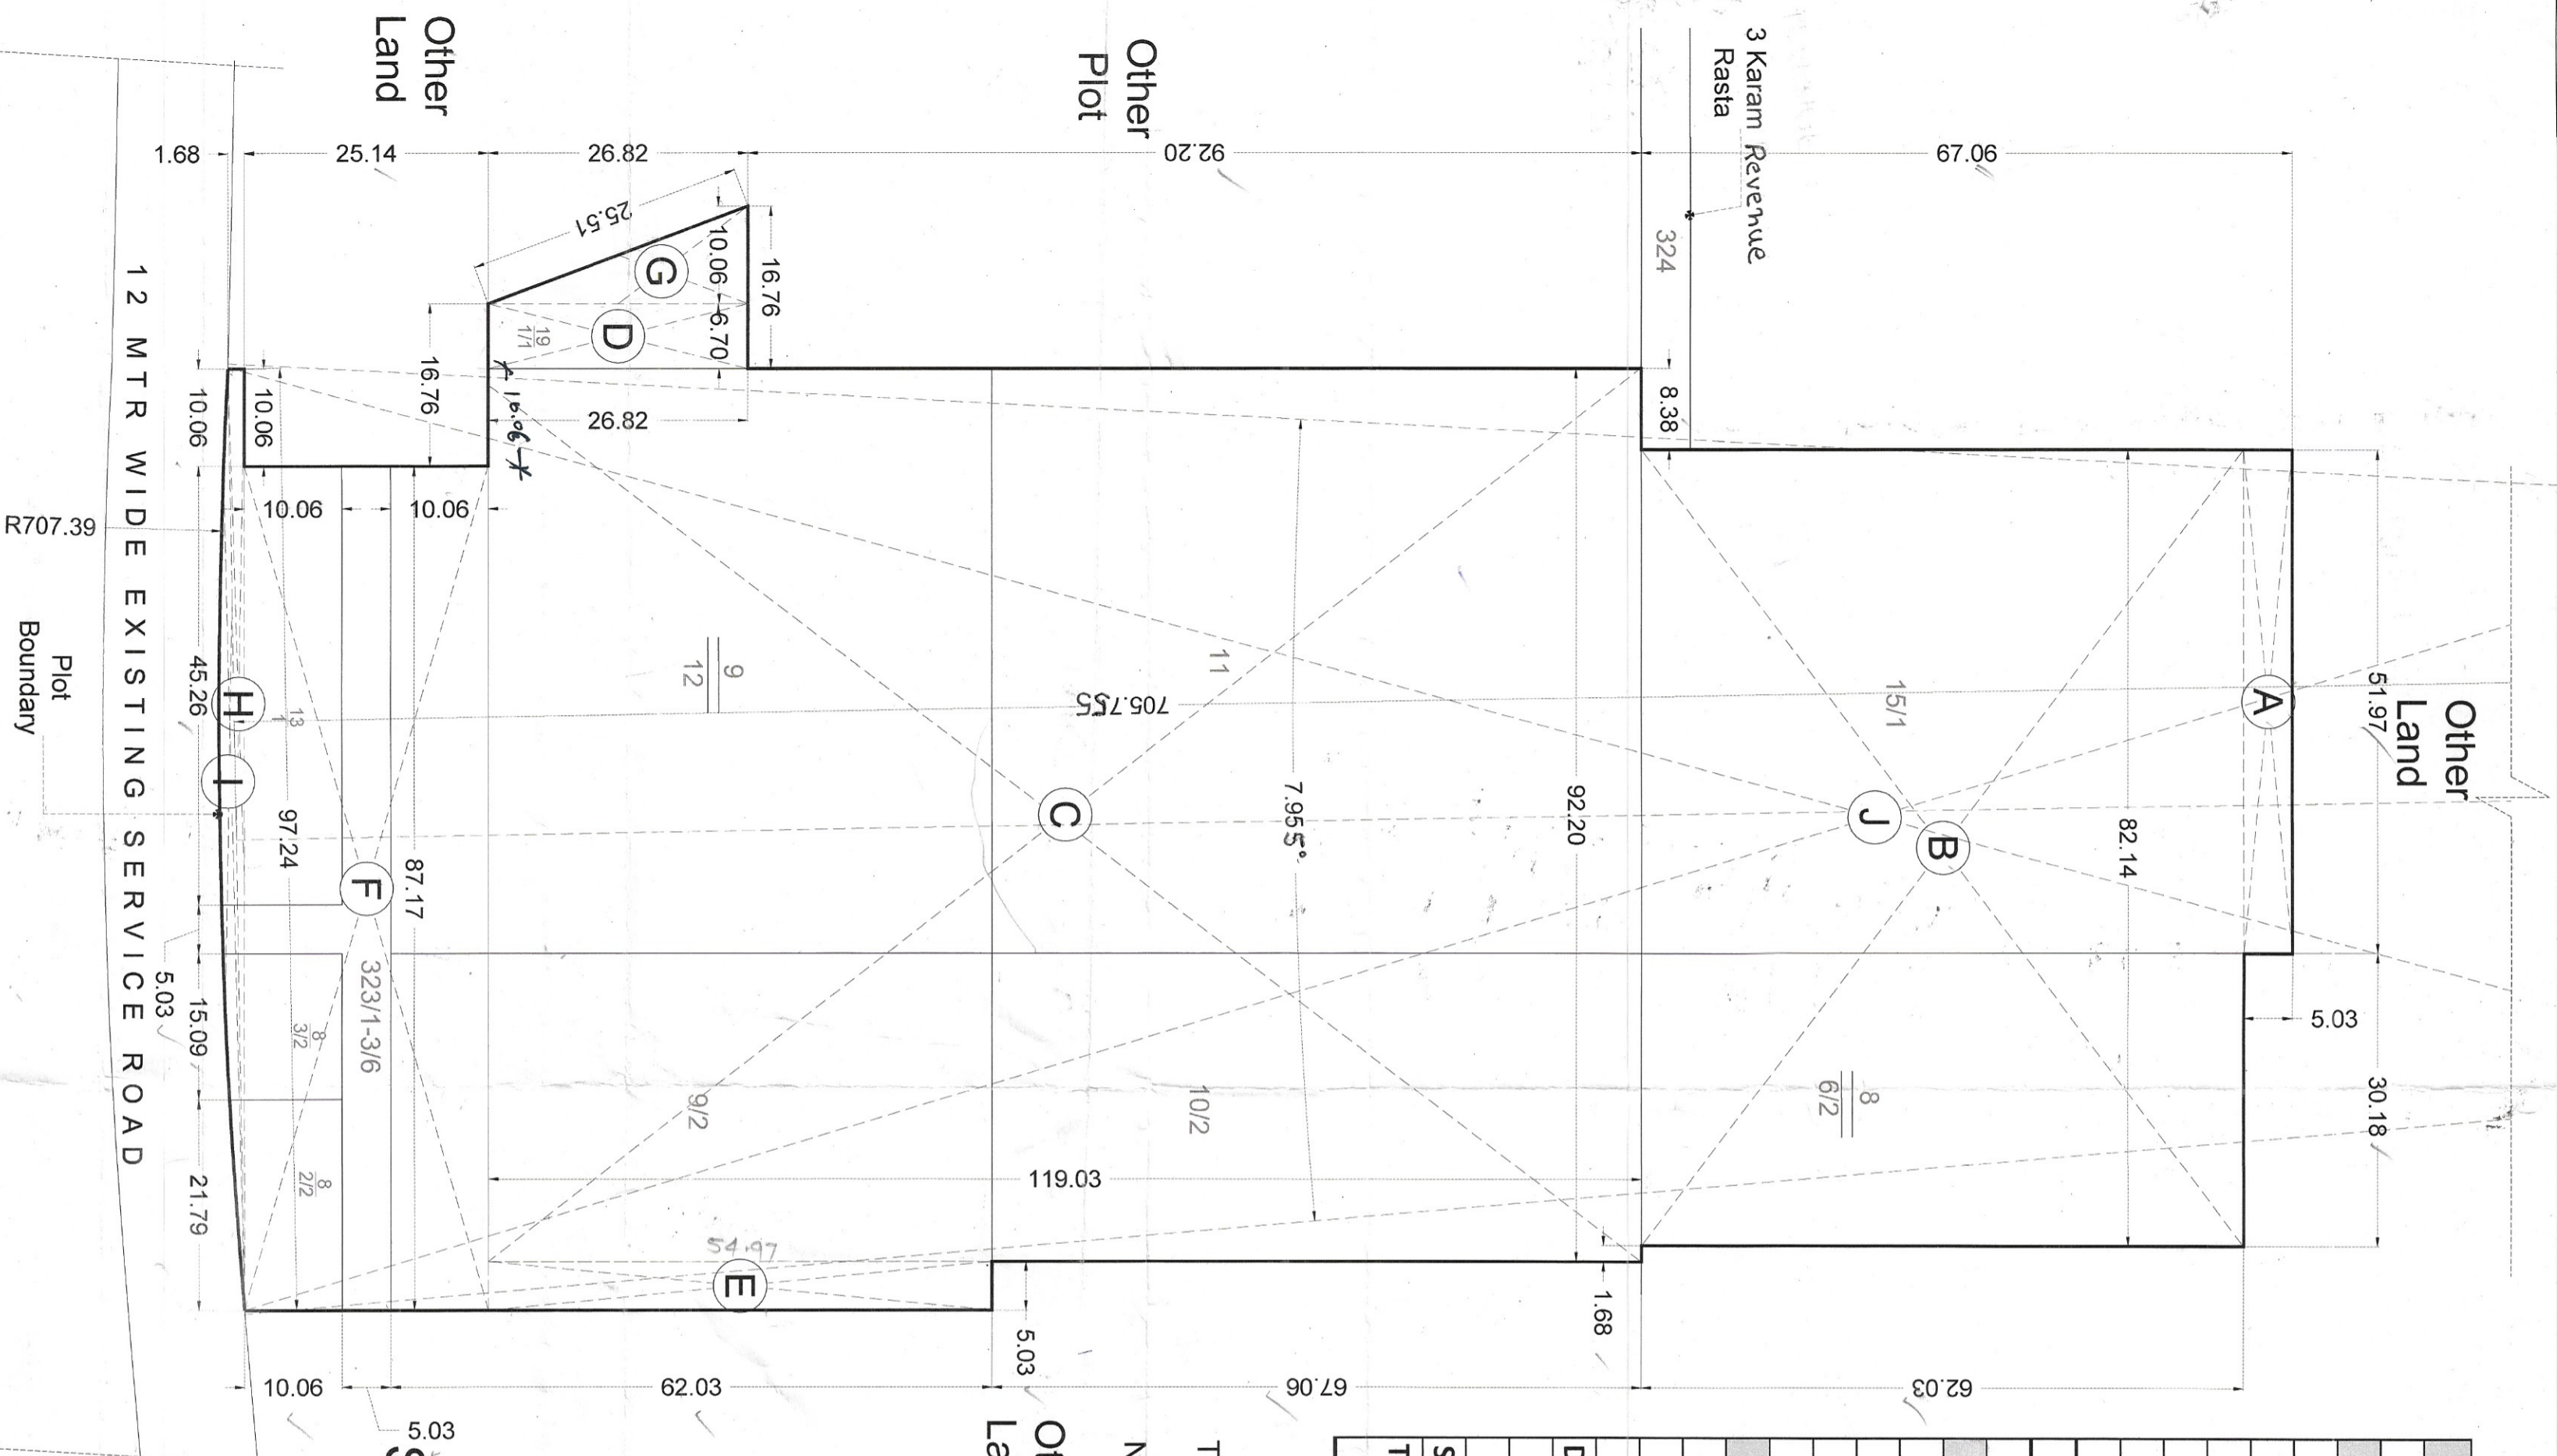 Other
Land
Other
Plot
3 Karam Revenue
Rasta
1.68
25.14
26.82
92.20
67.06
324
8.38
25.51
10.06
6.70
16.76
G
D
19
1/1
16.76
10.06
10.06
10.06
26.82
10.06
10.06
R707.39
12 MTR WIDE EXISTING SERVICE ROAD
Plot
Boundary
45.26
H
I
13
1
97.24
F
87.17
9
12
11
705.755
7.955°
92.20
C
15/1
J
B
82.14
A
51.97
Other
Land
5.03
30.18
5.03
15.09
21.79
8
3/2
8
2/2
323/1-3/6
9/2
10/2
8
6/2
119.03
54.97
E
5.03
1.68
10.06
5.03
62.03
67.06
62.03